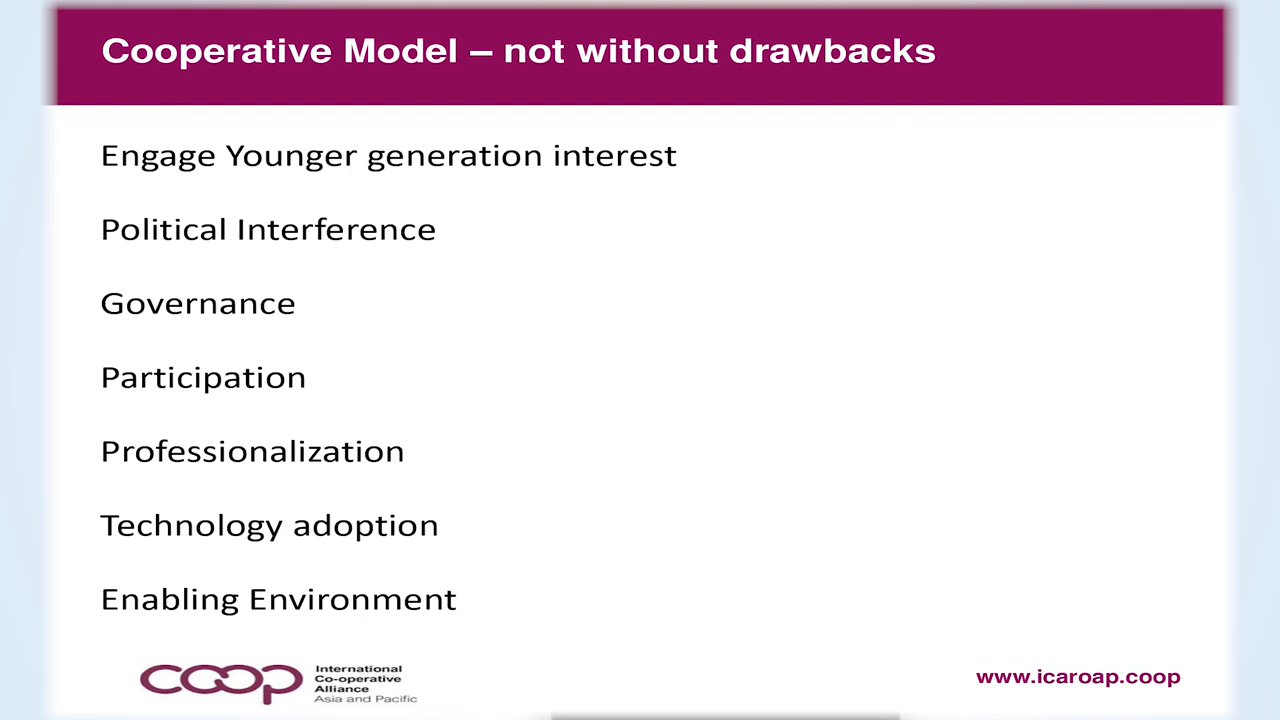 Cooperative Model – not without drawbacks
Engage Younger generation interest
Political Interference
Governance
Participation
Professionalization
Technology adoption
Enabling Environment
coop
International
Co-operative
Alliance
Asia and Pacific
www.icaroap.coop